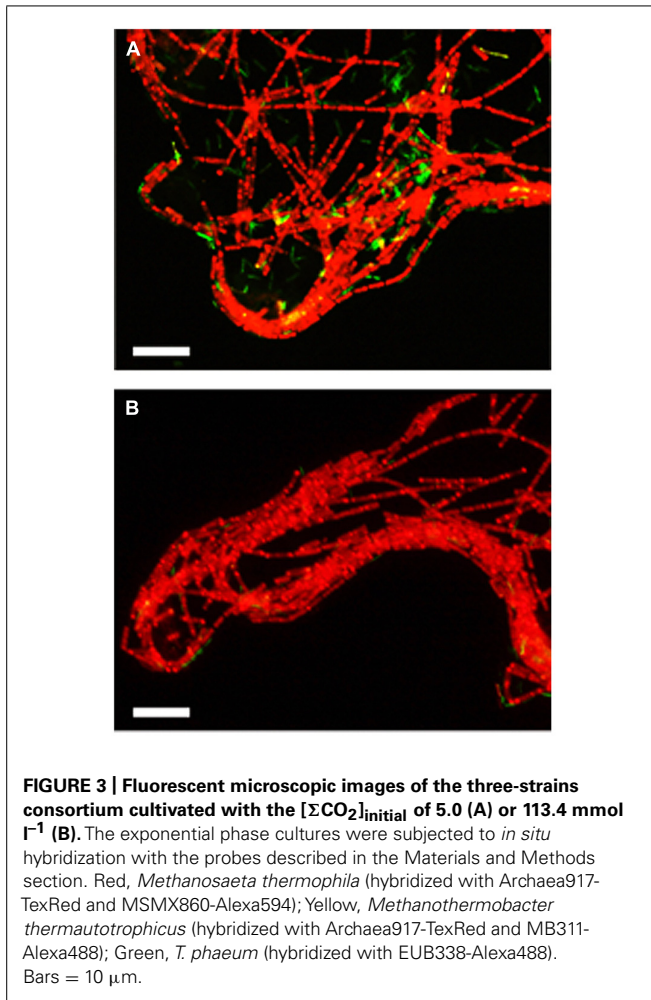 A
B
FIGURE 3 | Fluorescent microscopic images of the three-strains
consortium cultivated with the [ΣCO₂]initial of 5.0 (A) or 113.4 mmol
l⁻¹ (B). The exponential phase cultures were subjected to in situ
hybridization with the probes described in the Materials and Methods
section. Red, Methanosaeta thermophila (hybridized with Archaea917-
TexRed and MSMX860-Alexa594); Yellow, Methanothermobacter
thermautotrophicus (hybridized with Archaea917-TexRed and MB311-
Alexa488); Green, T. phaeum (hybridized with EUB338-Alexa488).
Bars = 10 μm.